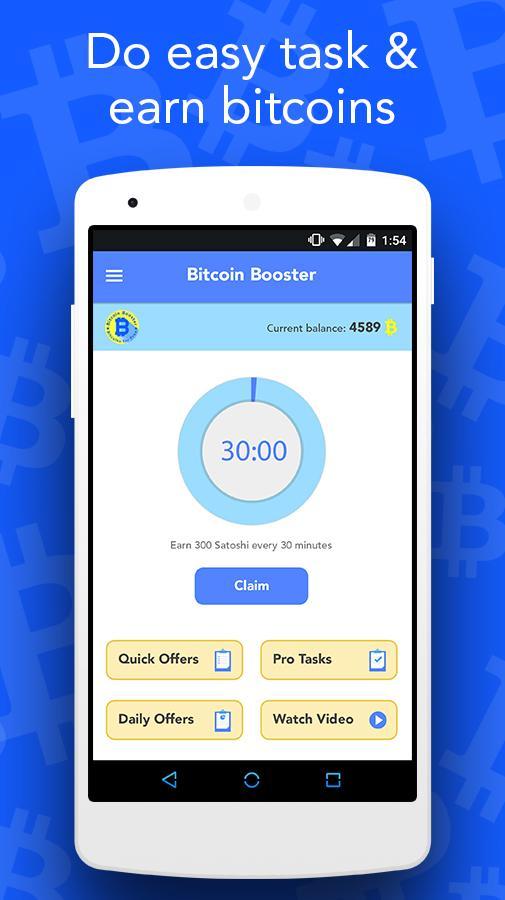 Do easy task &
earn bitcoins
1:54
Bitcoin Booster
Current balance: 4589
30:00
Earn 300 Satoshi every 30 minutes
Claim
Quick Offers
Pro Tasks
Daily Offers
Watch Video